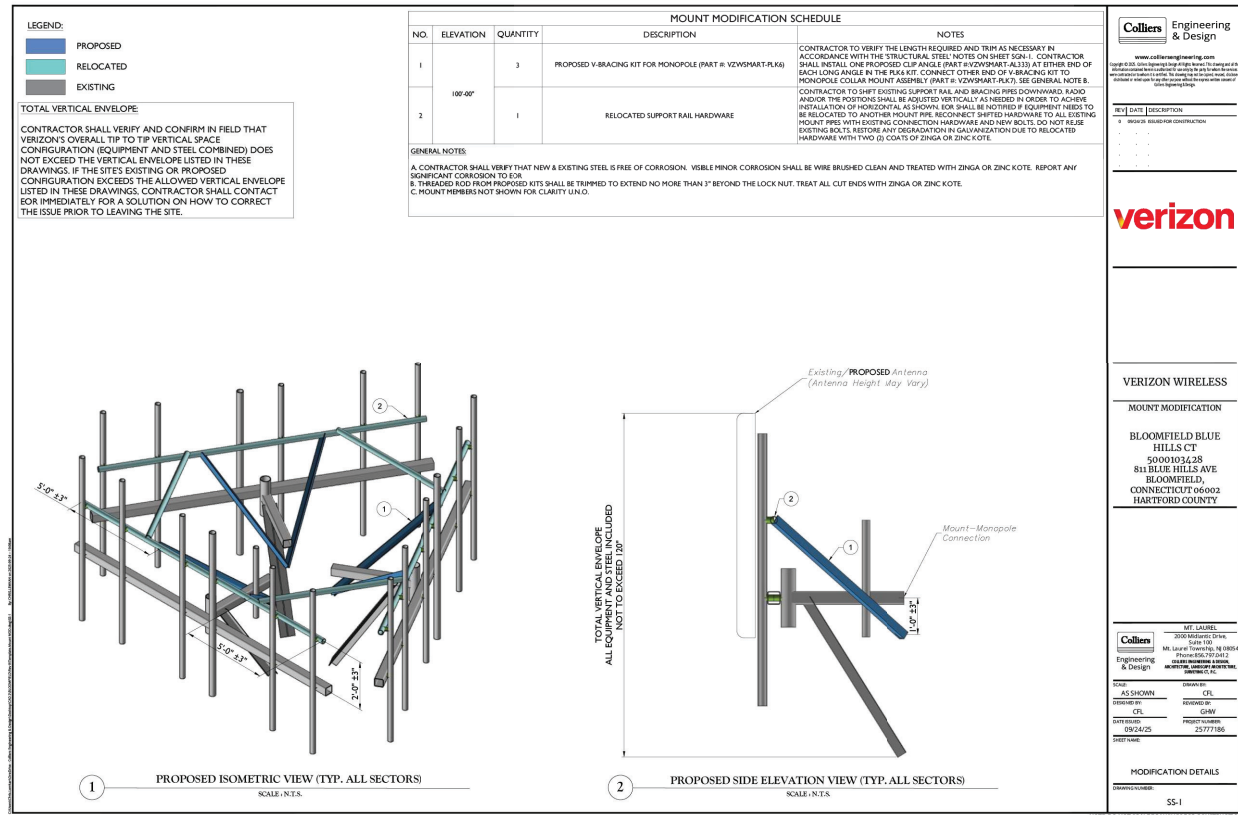 LEGEND:
PROPOSED
RELOCATED
EXISTING
TOTAL VERTICAL ENVELOPE:
CONTRACTOR SHALL VERIFY AND CONFIRM IN FIELD THAT
VERIZON'S OVERALL TIP TO TIP VERTICAL SPACE
CONFIGURATION (EQUIPMENT AND STEEL COMBINED) DOES
NOT EXCEED THE VERTICAL ENVELOPE LISTED IN THESE
DRAWINGS. IF THE SITE'S EXISTING OR PROPOSED
CONFIGURATION EXCEEDS THE ALLOWED VERTICAL ENVELOPE
LISTED IN THESE DRAWINGS, CONTRACTOR SHALL CONTACT
EOR IMMEDIATELY FOR A SOLUTION ON HOW TO CORRECT
THE ISSUE PRIOR TO LEAVING THE SITE.
MOUNT MODIFICATION SCHEDULE
NO. ELEVATION QUANTITY DESCRIPTION NOTES
1 3 PROPOSED V-BRACING KIT FOR MONOPOLE (PART #: VZWSMART-PLK6)
CONTRACTOR TO VERIFY THE LENGTH REQUIRED AND TRIM AS NECESSARY IN
ACCORDANCE WITH THE 'STRUCTURAL STEEL' NOTES ON SHEET SGN-1. CONTRACTOR
SHALL INSTALL ONE PROPOSED CLIP ANGLE (PART #:VZWSMART-AL333) AT EITHER END OF
EACH LONG ANGLE IN THE PLK6 KIT. CONNECT OTHER END OF V-BRACING KIT TO
MONOPOLE COLLAR MOUNT ASSEMBLY (PART #: VZWSMART-PLK7). SEE GENERAL NOTE B.
100'-00"
2 1 RELOCATED SUPPORT RAIL HARDWARE
CONTRACTOR TO SHIFT EXISTING SUPPORT RAIL AND BRACING PIPES DOWNWARD. RADIO
AND/OR TME POSITIONS SHALL BE ADJUSTED VERTICALLY AS NEEDED IN ORDER TO ACHIEVE
INSTALLATION OF HORIZONTAL AS SHOWN. EOR SHALL BE NOTIFIED IF EQUIPMENT NEEDS TO
BE RELOCATED TO ANOTHER MOUNT PIPE. RECONNECT SHIFTED HARDWARE TO ALL EXISTING
MOUNT PIPES WITH EXISTING CONNECTION HARDWARE AND NEW BOLTS. DO NOT REUSE
EXISTING BOLTS. RESTORE ANY DEGRADATION IN GALVANIZATION DUE TO RELOCATED
HARDWARE WITH TWO (2) COATS OF ZINGA OR ZINC KOTE.
GENERAL NOTES:
A. CONTRACTOR SHALL VERIFY THAT NEW & EXISTING STEEL IS FREE OF CORROSION. VISIBLE MINOR CORROSION SHALL BE WIRE BRUSHED CLEAN AND TREATED WITH ZINGA OR ZINC KOTE. REPORT ANY
SIGNIFICANT CORROSION TO EOR
B. THREADED ROD FROM PROPOSED KITS SHALL BE TRIMMED TO EXTEND NO MORE THAN 3" BEYOND THE LOCK NUT. TREAT ALL CUT ENDS WITH ZINGA OR ZINC KOTE.
C. MOUNT MEMBERS NOT SHOWN FOR CLARITY U.N.O.
2
1
5'-0" ±3"
5'-0" ±3"
2'-0" ±3"
1
PROPOSED ISOMETRIC VIEW (TYP. ALL SECTORS)
SCALE : N.T.S.
Existing/PROPOSED Antenna
(Antenna Height May Vary)
TOTAL VERTICAL ENVELOPE
ALL EQUIPMENT AND STEEL INCLUDED
NOT TO EXCEED 120"
2
1
Mount-Monopole
Connection
1'-0" ±3"
2
PROPOSED SIDE ELEVATION VIEW (TYP. ALL SECTORS)
SCALE : N.T.S.
Colliers Engineering
& Design
www.colliersengineering.com
REV DATE DESCRIPTION
0 09/24/25 ISSUED FOR CONSTRUCTION
verizon
VERIZON WIRELESS
MOUNT MODIFICATION
BLOOMFIELD BLUE
HILLS CT
5000103428
811 BLUE HILLS AVE
BLOOMFIELD,
CONNECTICUT 06002
HARTFORD COUNTY
Colliers
Engineering
& Design
MT. LAUREL
2000 Midlantic Drive,
Suite 100
Mt. Laurel Township, NJ 08054
Phone:856.797.0412
COLLIERS ENGINEERING & DESIGN,
ARCHITECTURE, LANDSCAPE ARCHITECTURE,
SURVEYING CT, P.C.
SCALE: DRAWN BY:
AS SHOWN CFL
DESIGNED BY: REVIEWED BY:
CFL GHW
DATE ISSUED: PROJECT NUMBER:
09/24/25 25777186
SHEET NAME:
MODIFICATION DETAILS
DRAWING NUMBER:
SS-1